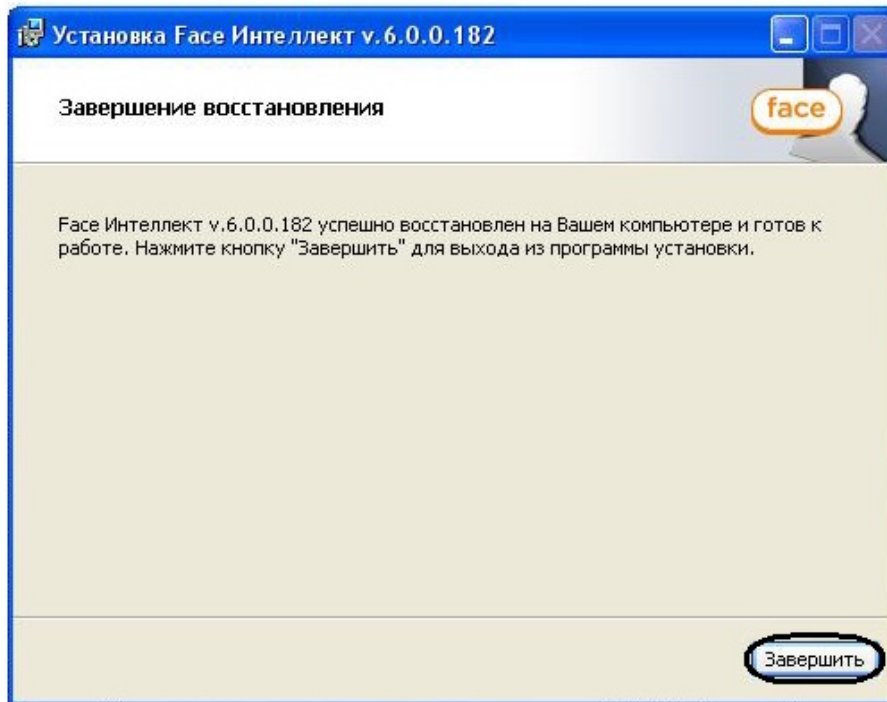 Установка Face Интеллект v.6.0.0.182
Завершение восстановления
face
Face Интеллект v.6.0.0.182 успешно восстановлен на Вашем компьютере и готов к
работе. Нажмите кнопку "Завершить" для выхода из программы установки.
Завершить